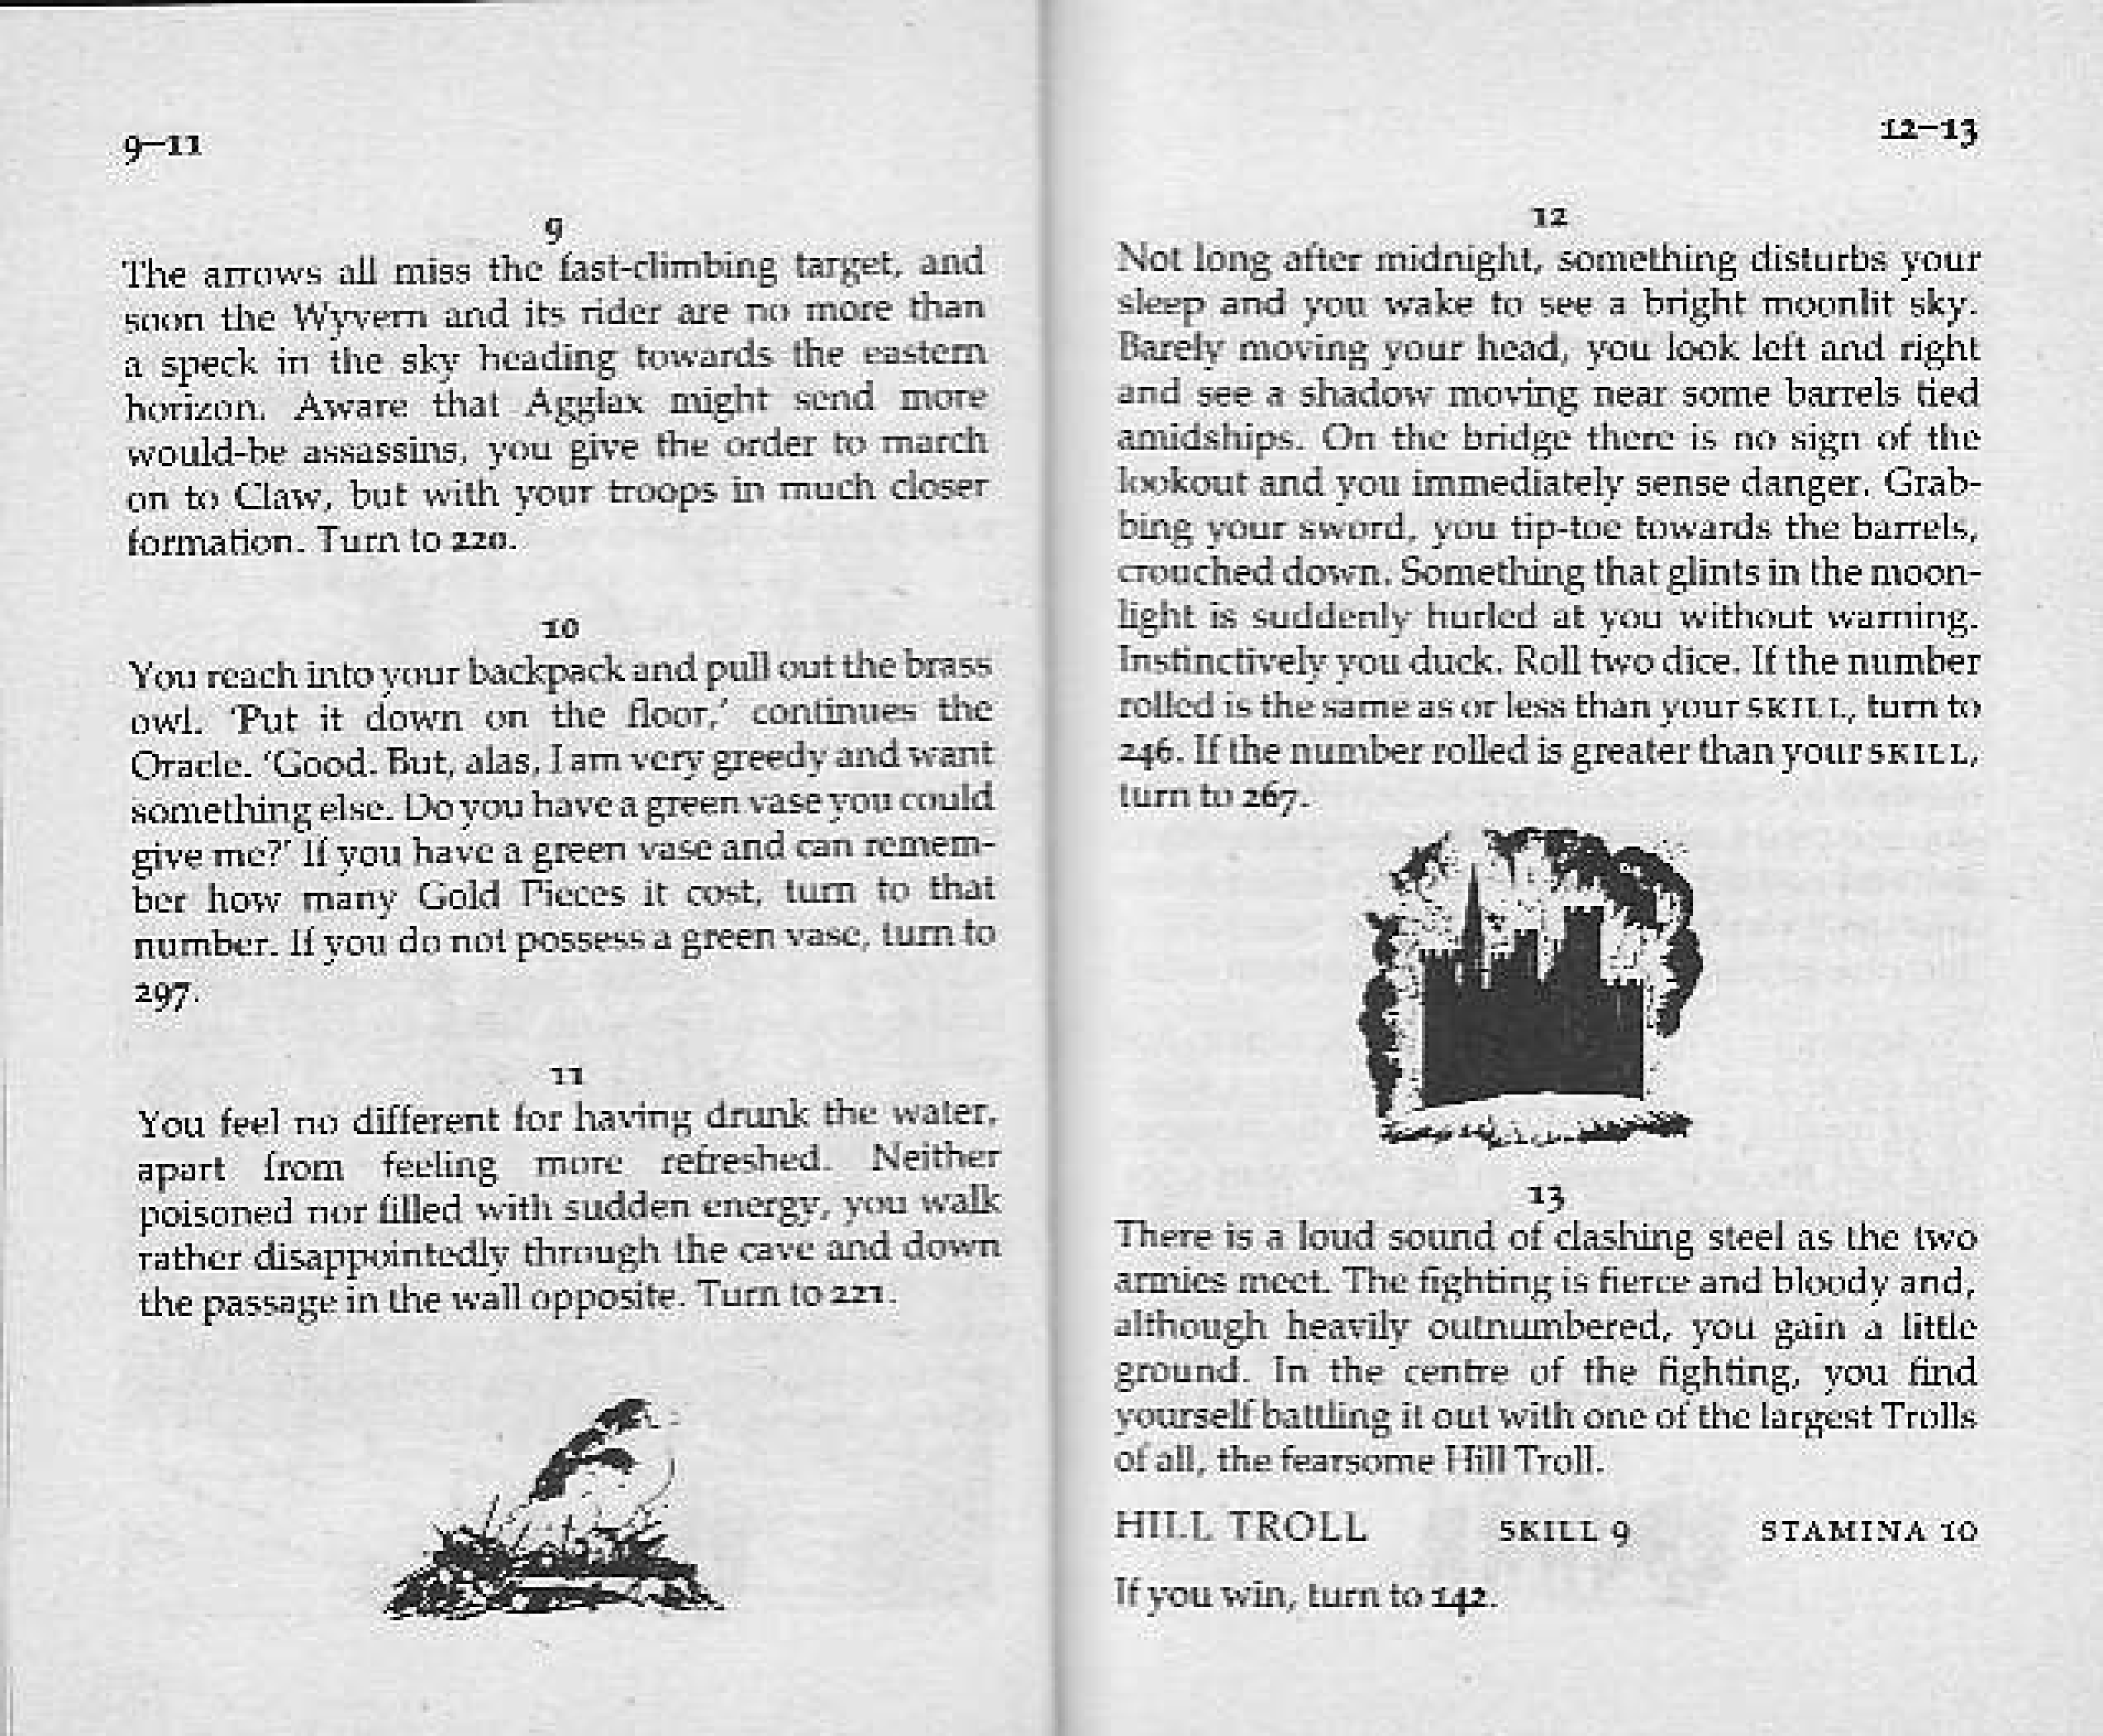 9–11
9
The arrows all miss the fast-climbing target, and
soon the Wyvern and its rider are no more than
a speck in the sky heading towards the eastern
horizon. Aware that Agglax might send more
would-be assassins, you give the order to march
on to Claw, but with your troops in much closer
formation. Turn to 220.
10
You reach into your backpack and pull out the brass
owl. ‘Put it down on the floor,’ continues the
Oracle. ‘Good. But, alas, I am very greedy and want
something else. Do you have a green vase you could
give me?’ If you have a green vase and can remem-
ber how many Gold Pieces it cost, turn to that
number. If you do not possess a green vase, turn to
297.
11
You feel no different for having drunk the water,
apart from feeling more refreshed. Neither
poisoned nor filled with sudden energy, you walk
rather disappointedly through the cave and down
the passage in the wall opposite. Turn to 221.
12–13
12
Not long after midnight, something disturbs your
sleep and you wake to see a bright moonlit sky.
Barely moving your head, you look left and right
and see a shadow moving near some barrels tied
amidships. On the bridge there is no sign of the
lookout and you immediately sense danger. Grab-
bing your sword, you tip-toe towards the barrels,
crouched down. Something that glints in the moon-
light is suddenly hurled at you without warning.
Instinctively you duck. Roll two dice. If the number
rolled is the same as or less than your SKILL, turn to
246. If the number rolled is greater than your SKILL,
turn to 267.
13
There is a loud sound of clashing steel as the two
armies meet. The fighting is fierce and bloody and,
although heavily outnumbered, you gain a little
ground. In the centre of the fighting, you find
yourself battling it out with one of the largest Trolls
of all, the fearsome Hill Troll.
HILL TROLL SKILL 9 STAMINA 10
If you win, turn to 142.